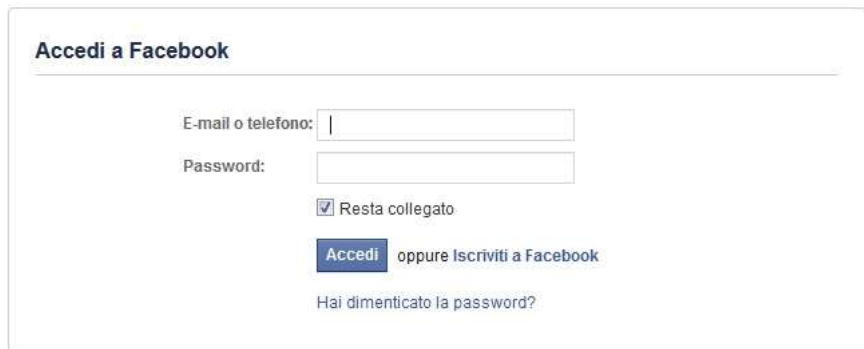 Accedi a Facebook
E-mail o telefono:
Password:
Resta collegato
Accedi oppure Iscriviti a Facebook
Hai dimenticato la password?